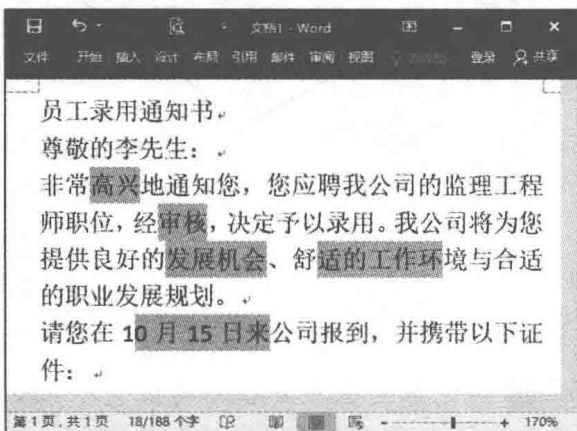 文档1 - Word
文件 开始 插入 设计 布局 引用 邮件 审阅 视图 登录 共享
员工录用通知书
尊敬的李先生：
非常高兴地通知您，您应聘我公司的监理工程
师职位，经审核，决定予以录用。我公司将为您
提供良好的发展机会、舒适的工作环境与合适
的职业发展规划。
请您在 10 月 15 日来公司报到，并携带以下证
件：
第1页，共1页 18/188 个字 170%